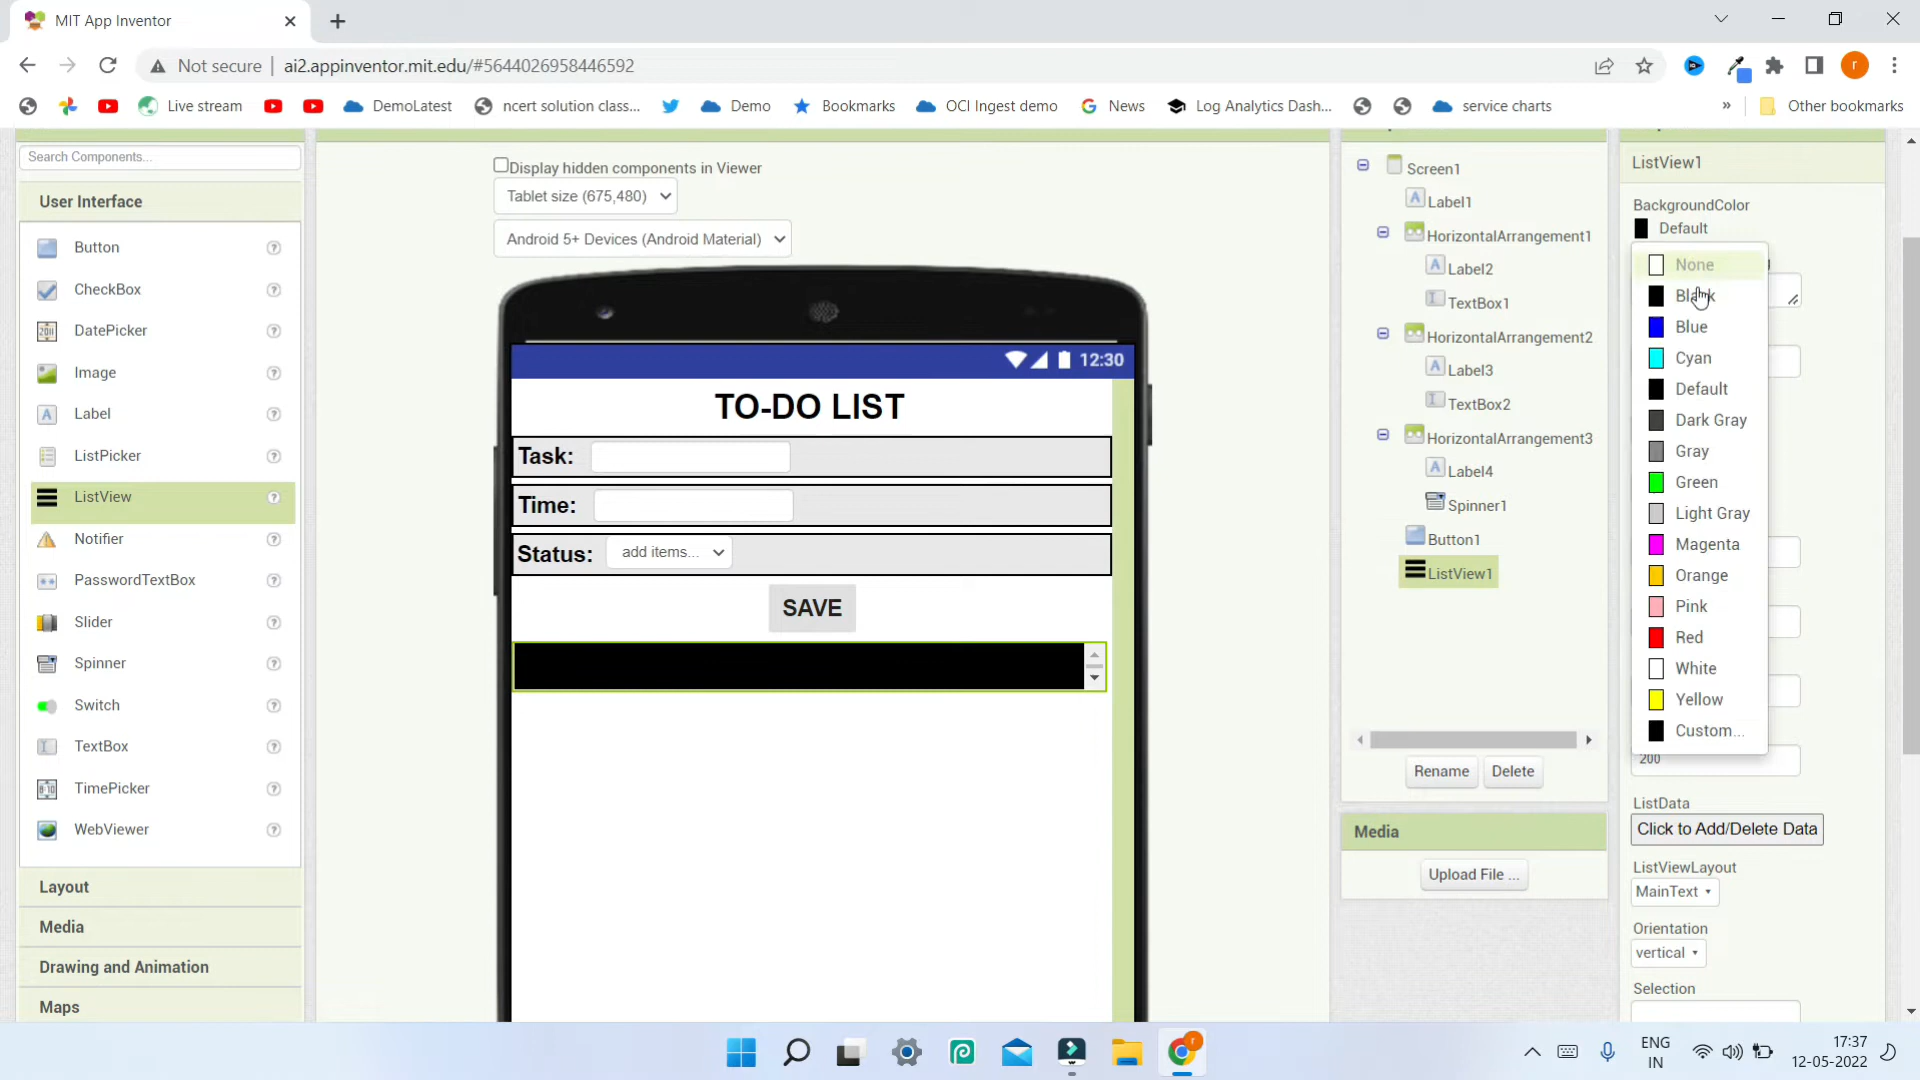 MIT App Inventor
Not secure
ai2.appinventor.mit.edu/#5644026958446592
r
Live stream
DemoLatest
ncert solution class...
Demo
Bookmarks
OCI Ingest demo
News
Log Analytics Dash...
service charts
»
Other bookmarks
Search Components...
User Interface
Button
CheckBox
DatePicker
Image
Label
ListPicker
ListView
Notifier
PasswordTextBox
Slider
Spinner
Switch
TextBox
TimePicker
WebViewer
Layout
Media
Drawing and Animation
Maps
Display hidden components in Viewer
Tablet size (675,480)
Android 5+ Devices (Android Material)
12:30
TO-DO LIST
Task:
Time:
Status: add items...
SAVE
Screen1
Label1
HorizontalArrangement1
Label2
TextBox1
HorizontalArrangement2
Label3
TextBox2
HorizontalArrangement3
Label4
Spinner1
Button1
ListView1
Rename
Delete
Media
Upload File ...
ListView1
BackgroundColor
Default
None
Black
Blue
Cyan
Default
Dark Gray
Gray
Green
Light Gray
Magenta
Orange
Pink
Red
White
Yellow
Custom...
200
ListData
Click to Add/Delete Data
ListViewLayout
MainText
Orientation
vertical
Selection
ENG
IN
17:37
12-05-2022